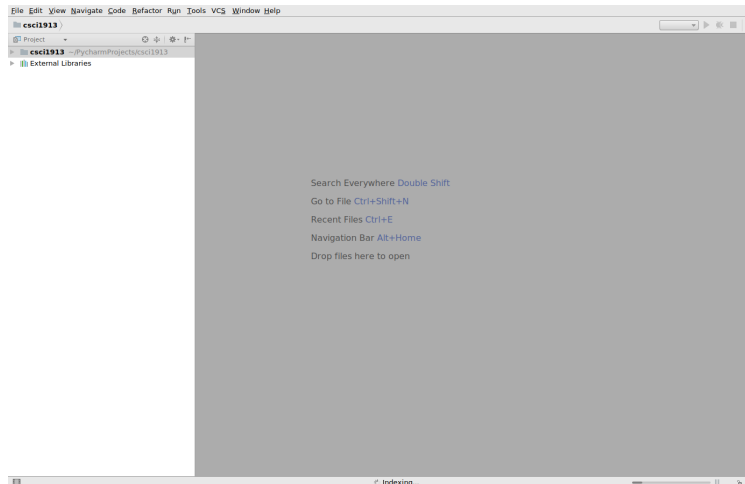 File Edit View Navigate Code Refactor Run Tools VCS Window Help
csci1913
Project
csci1913 ~/PycharmProjects/csci1913
External Libraries
Search Everywhere Double Shift
Go to File Ctrl+Shift+N
Recent Files Ctrl+E
Navigation Bar Alt+Home
Drop files here to open
Indexing...